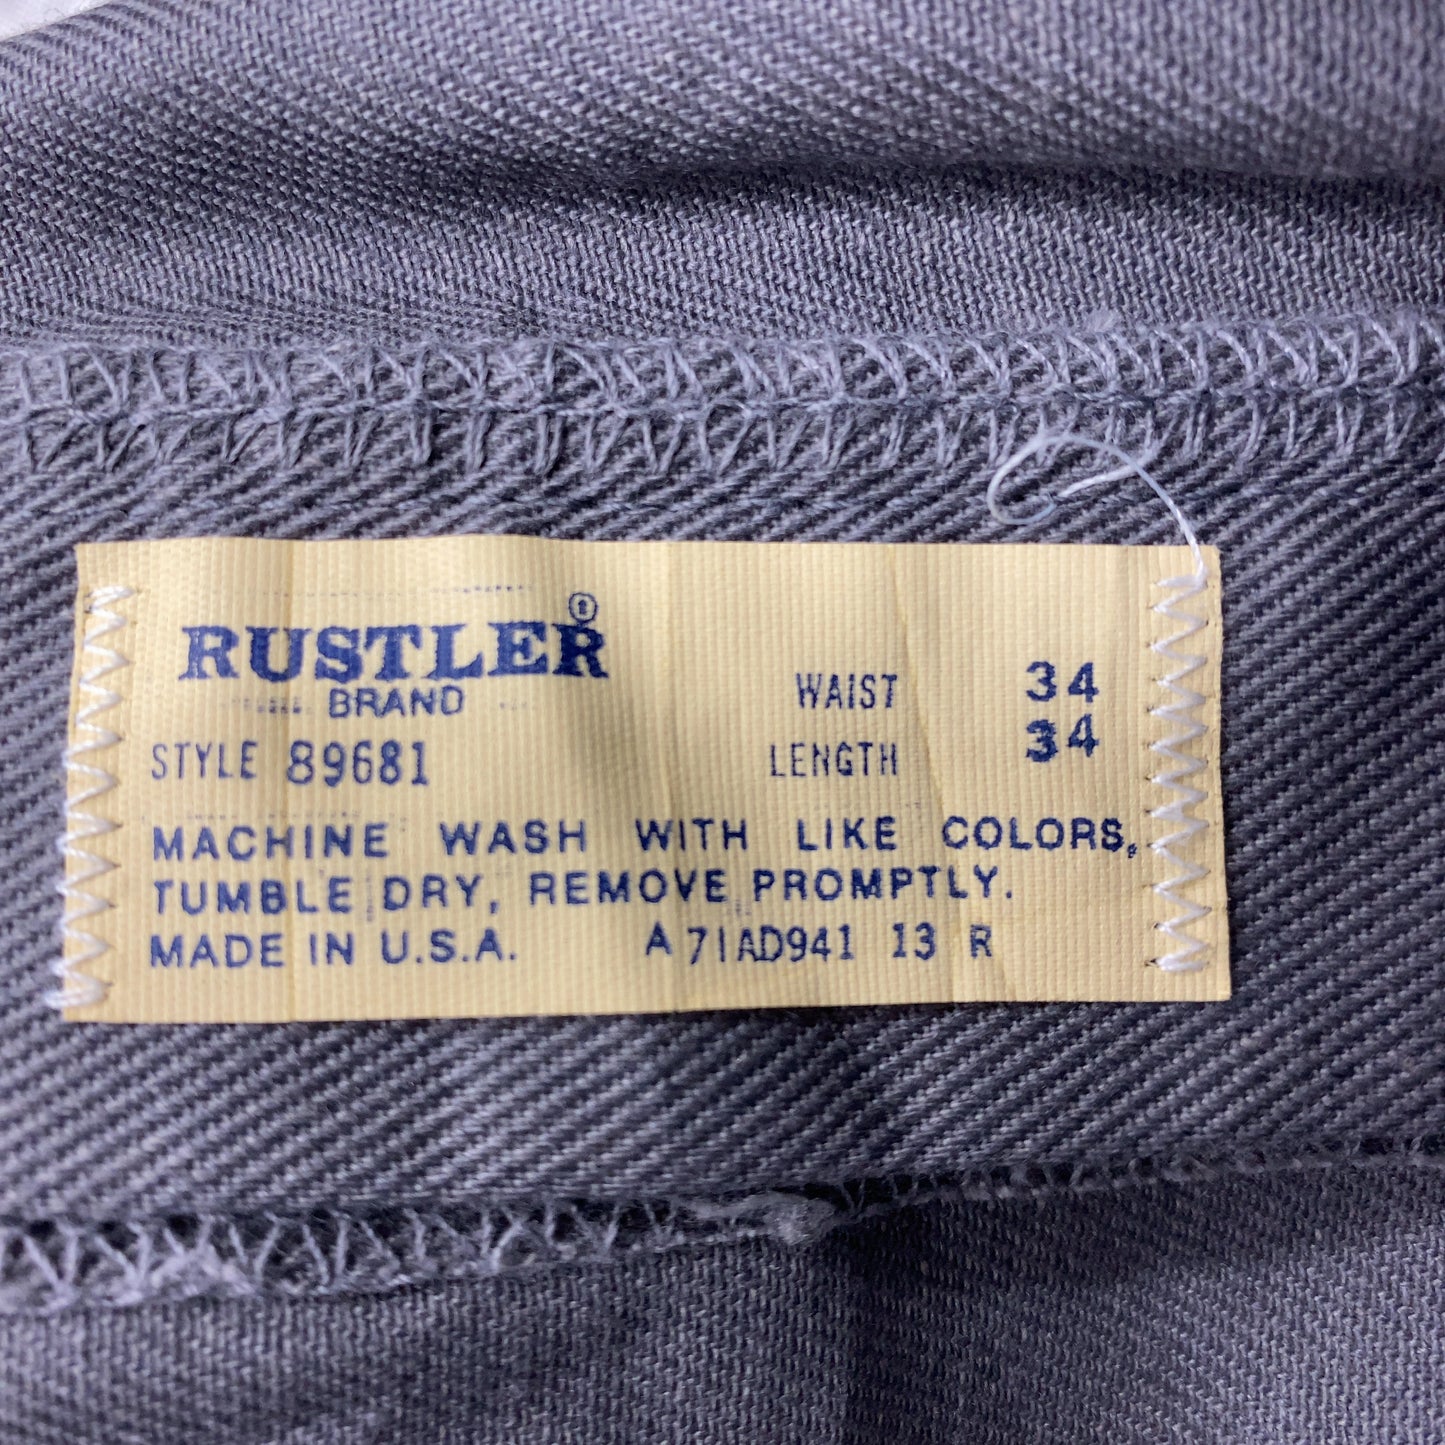 RUSTLER®
BRAND
WAIST 34
STYLE 89681
LENGTH 34
MACHINE WASH WITH LIKE COLORS,
TUMBLE DRY, REMOVE PROMPTLY.
MADE IN U.S.A. A 71AD941 13 R